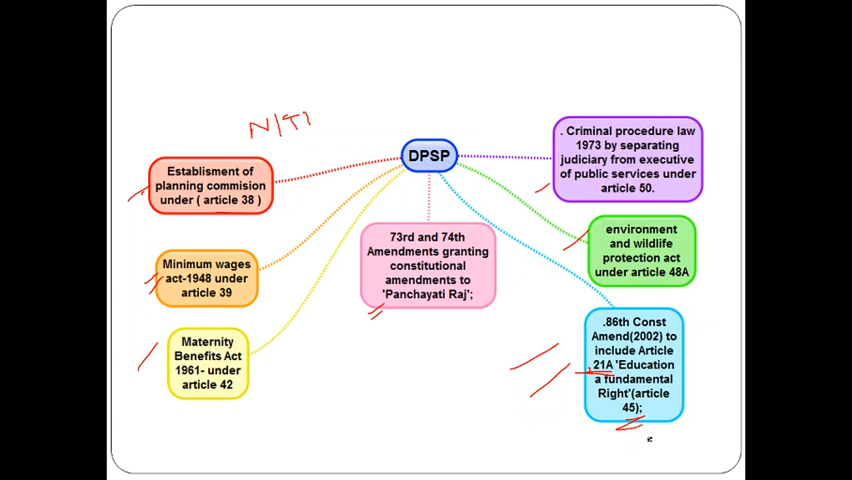 NITI
DPSP
Establisment of
planning commision
under ( article 38 )
Minimum wages
act-1948 under
article 39
Maternity
Benefits Act
1961- under
article 42
73rd and 74th
Amendments granting
constitutional
amendments to
'Panchayati Raj';
. Criminal procedure law
1973 by separating
judiciary from executive
of public services under
article 50.
environment
and wildlife
protection act
under article 48A
.86th Const
Amend(2002) to
include Article
21A 'Education
a fundamental
Right'(article
45);